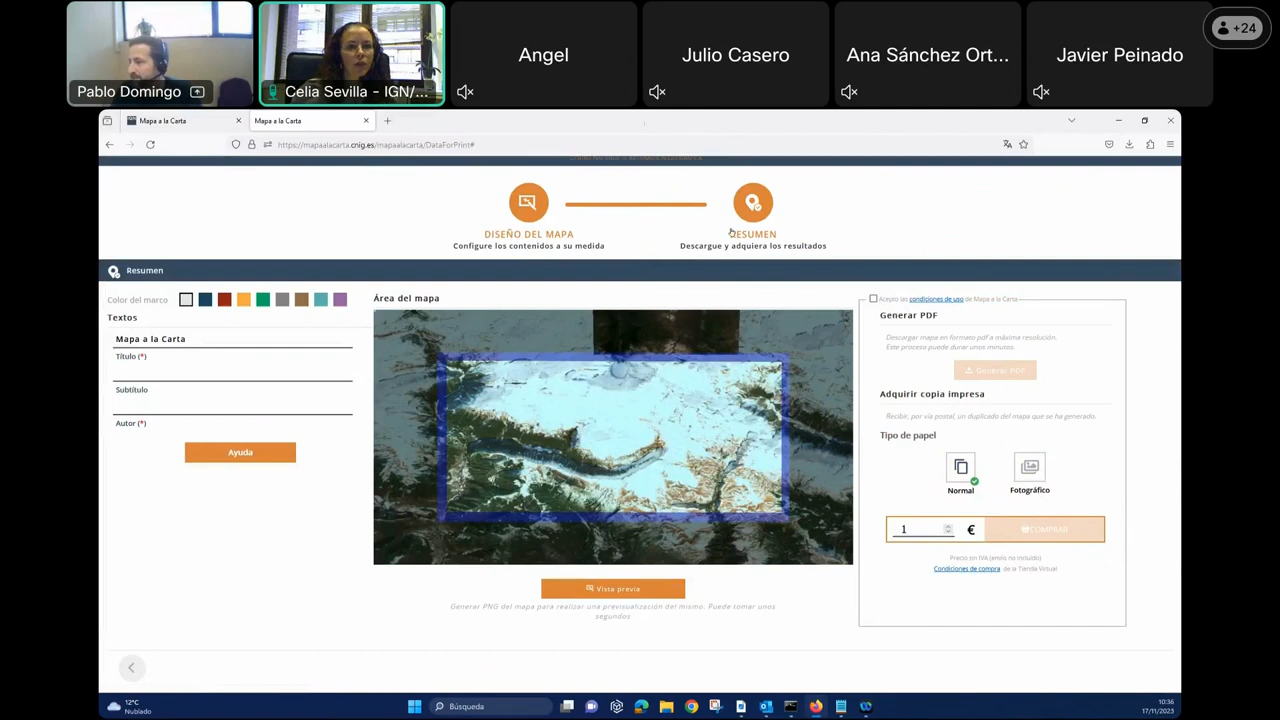 Pablo Domingo
Celia Sevilla - IGN/...
Angel
Julio Casero
Ana Sánchez Ort...
Javier Peinado
+24
Mapa a la Carta
Mapa a la Carta
https://mapaalacarta.cnig.es/mapaalacarta/DataForPrint#
DISEÑO DEL MAPA
Configure los contenidos a su medida
RESUMEN
Descargue y adquiera los resultados
Resumen
Color del marco
Textos
Mapa a la Carta
Título (*)
Subtítulo
Autor (*)
Ayuda
Área del mapa
Vista previa
Generar PNG del mapa para realizar una previsualización del mismo. Puede tomar unos
segundos
Acepto las condiciones de uso de Mapa a la Carta
Generar PDF
Descargar mapa en formato pdf a máxima resolución.
Este proceso puede durar unos minutos.
Generar PDF
Adquirir copia impresa
Recibir, por vía postal, un duplicado del mapa que se ha generado.
Tipo de papel
Normal
Fotográfico
1
€
COMPRAR
Precio sin IVA (envío no incluido)
Condiciones de compra de la Tienda Virtual
12°C
Nublado
Búsqueda
10:36
17/11/2023